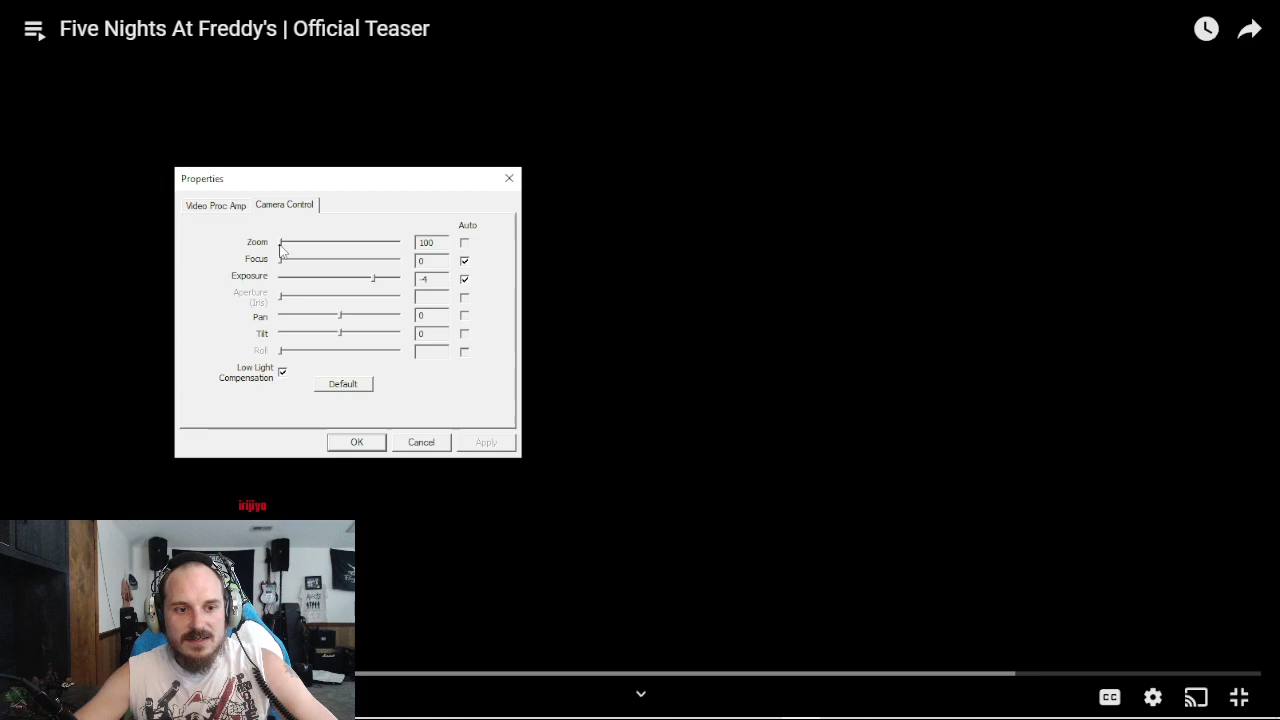 Five Nights At Freddy's | Official Teaser
Properties
Video Proc Amp
Camera Control
Auto
Zoom
100
Focus
0
Exposure
-4
Aperture
(Iris)
Pan
0
Tilt
0
Roll
Low Light
Compensation
Default
OK
Cancel
Apply
irijiyo
CC